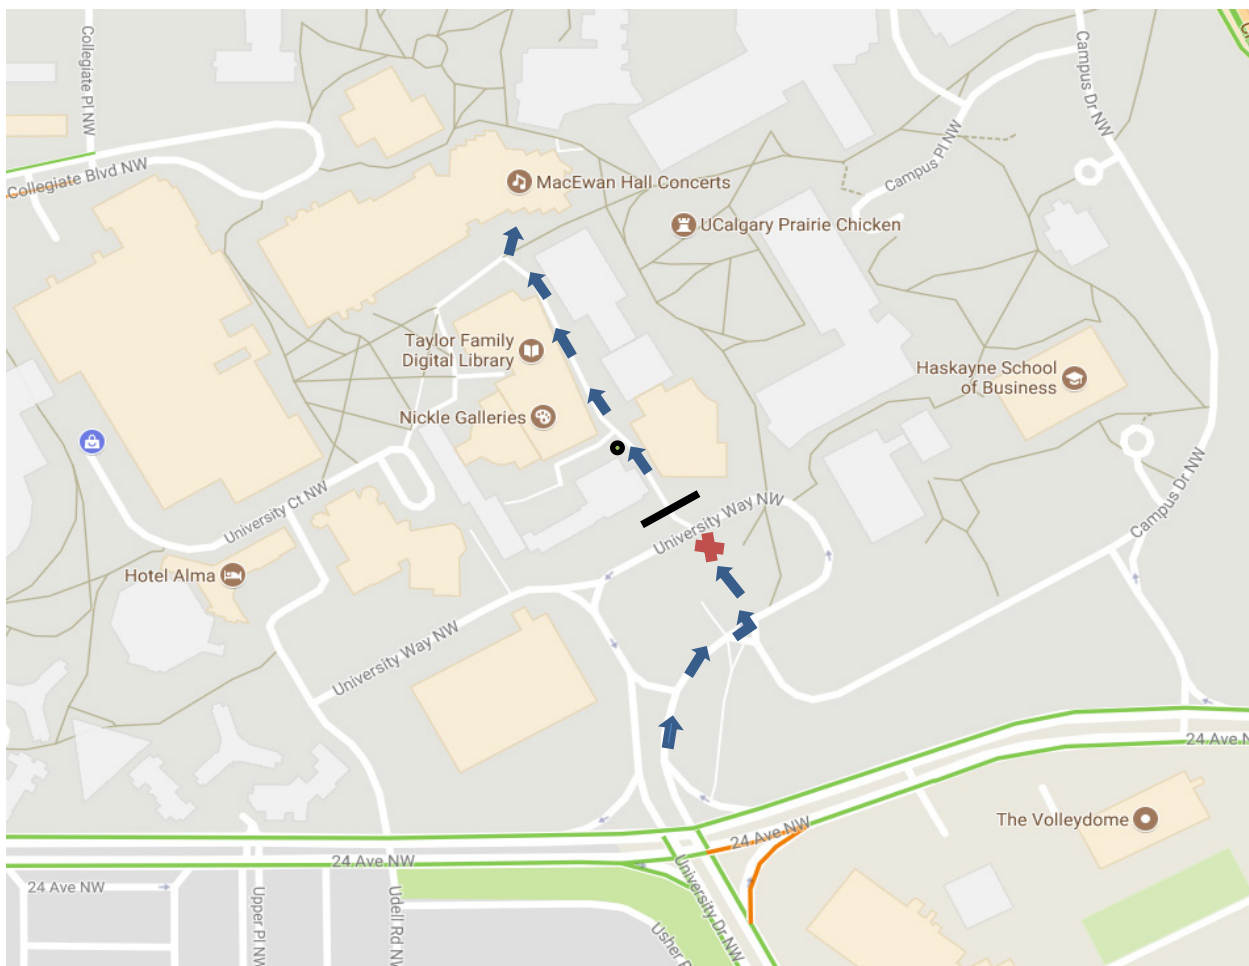 Collegiate Pl NW
Campus Dr NW
Collegiate Blvd NW
MacEwan Hall Concerts
Campus Pl NW
UCalgary Prairie Chicken
Taylor Family
Digital Library
Haskayne School
of Business
Nickle Galleries
University Ct NW
University Way NW
Campus Dr NW
Hotel Alma
University Way NW
24 Ave N
The Volleydome
24 Ave NW
24 Ave NW
24 Ave NW
Upper Pl NW
Udell Rd NW
University Dr NW
Usher